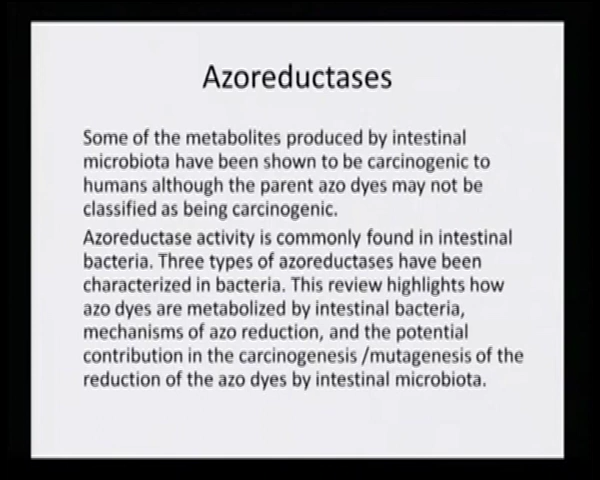 Azoreductases
Some of the metabolites produced by intestinal
microbiota have been shown to be carcinogenic to
humans although the parent azo dyes may not be
classified as being carcinogenic.
Azoreductase activity is commonly found in intestinal
bacteria. Three types of azoreductases have been
characterized in bacteria. This review highlights how
azo dyes are metabolized by intestinal bacteria,
mechanisms of azo reduction, and the potential
contribution in the carcinogenesis /mutagenesis of the
reduction of the azo dyes by intestinal microbiota.